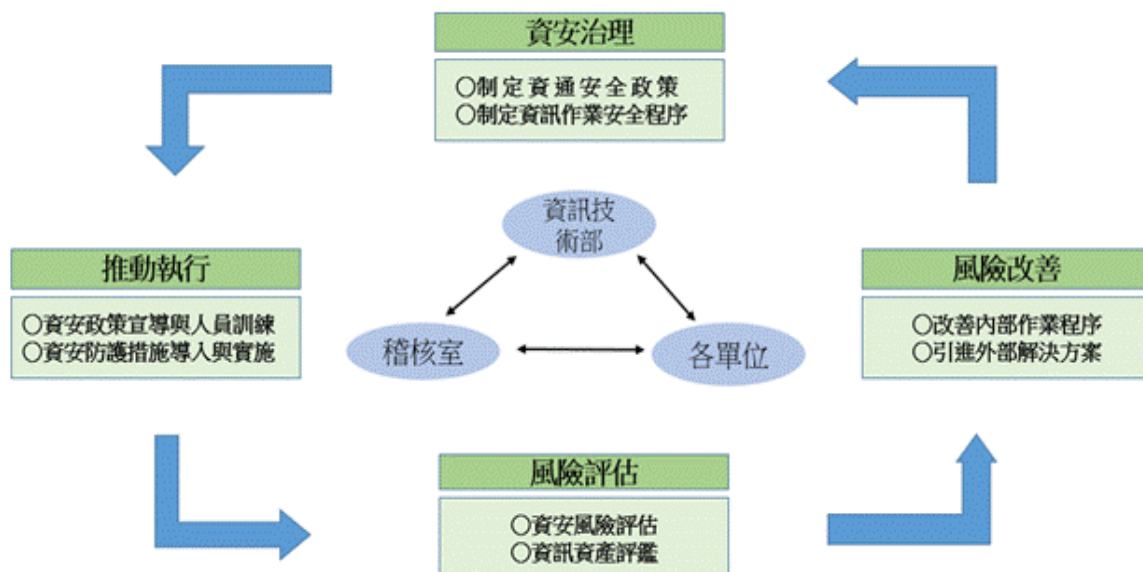 資安治理
○制定資通安全政策
○制定資訊作業安全程序
資訊技
術部
推動執行
○資安政策宣導與人員訓練
○資安防護措施導入與實施
風險改善
○改善內部作業程序
○引進外部解決方案
稽核室
各單位
風險評估
○資安風險評估
○資訊資產評鑑